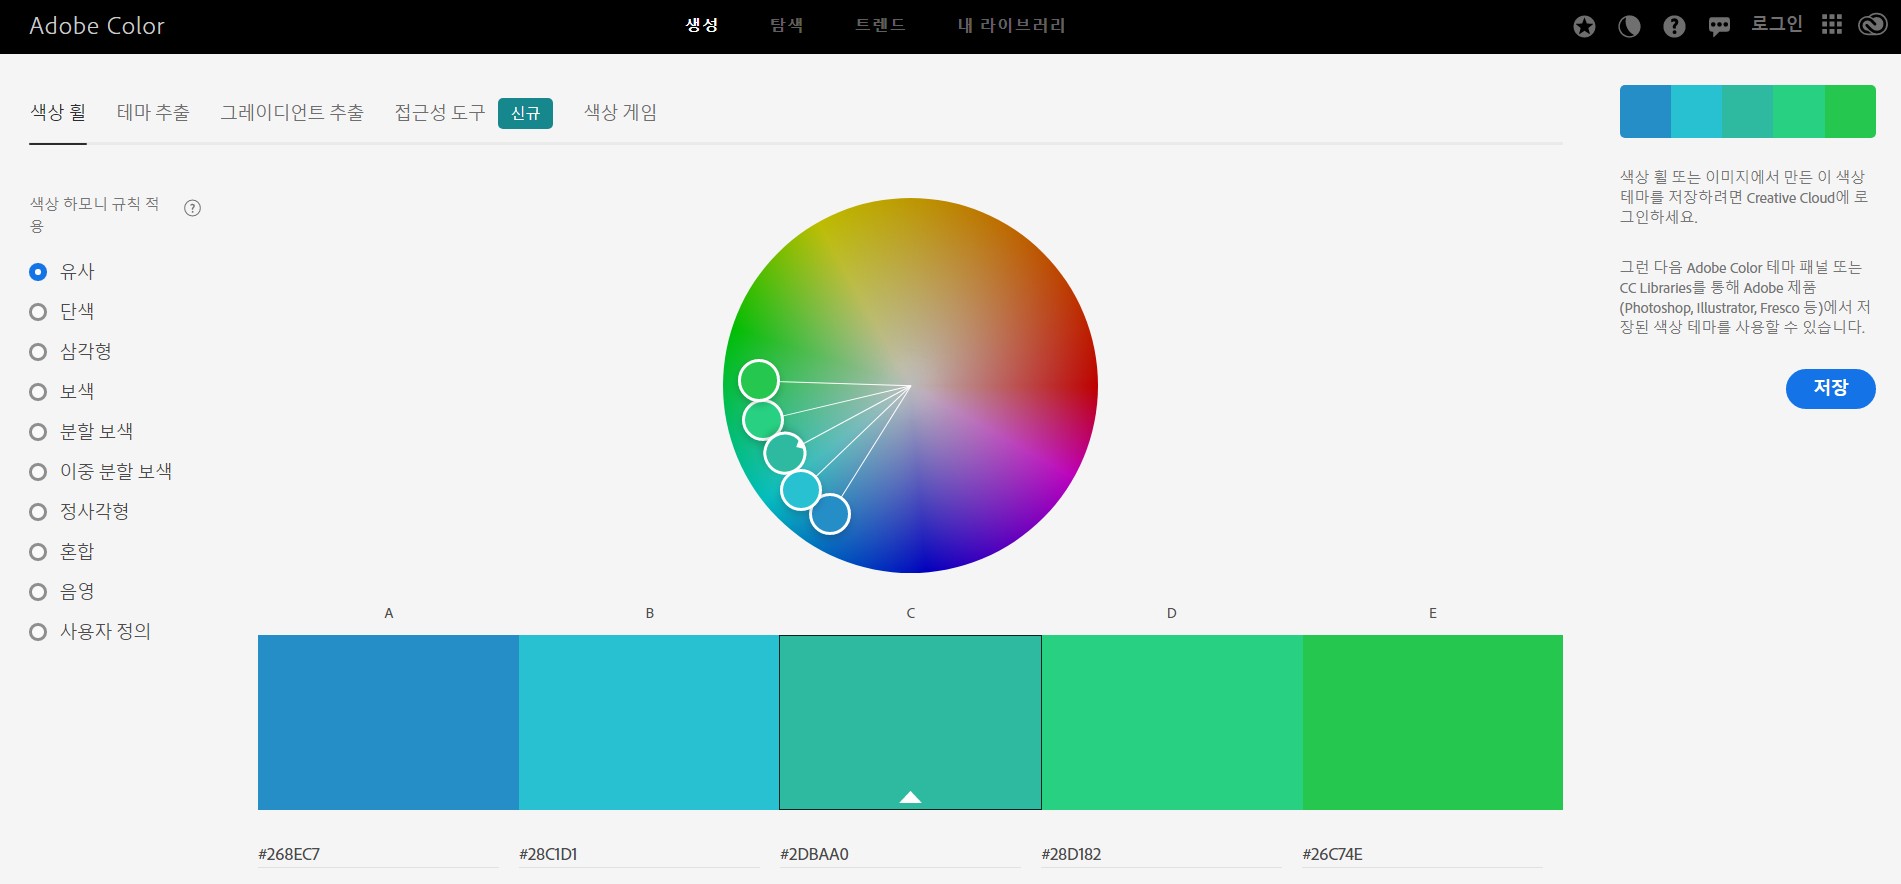 Adobe Color
생성 탐색 트렌드 내 라이브러리
로그인
색상 휠 테마 추출 그레이디언트 추출 접근성 도구 신규 색상 게임
색상 하모니 규칙 적
용
유사
단색
삼각형
보색
분할 보색
이중 분할 보색
정사각형
혼합
음영
사용자 정의
A B C D E
#268EC7 #28C1D1 #2DBAA0 #28D182 #26C74E
색상 휠 또는 이미지에서 만든 이 색상
테마를 저장하려면 Creative Cloud에 로
그인하세요.
그런 다음 Adobe Color 테마 패널 또는
CC Libraries를 통해 Adobe 제품
(Photoshop, Illustrator, Fresco 등)에서 저
장된 색상 테마를 사용할 수 있습니다.
저장